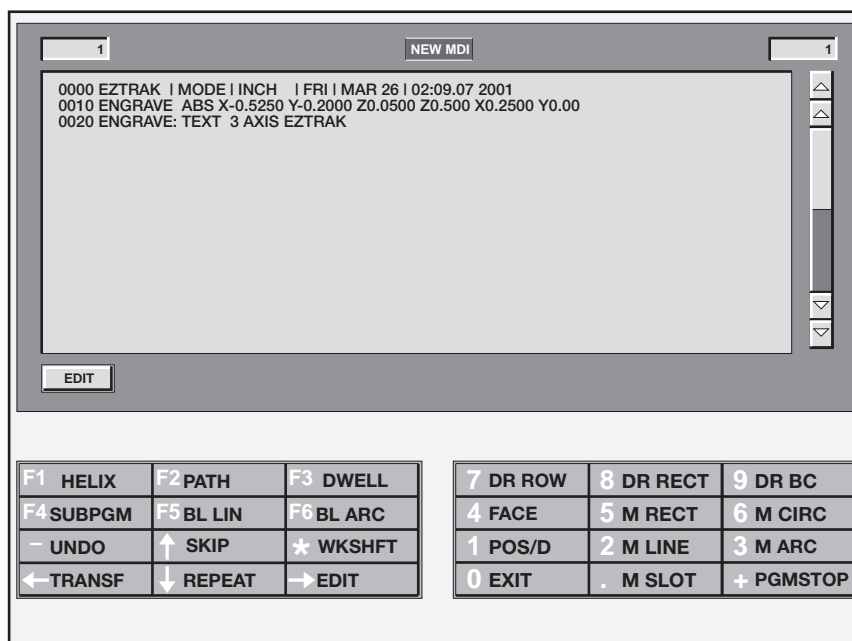 1 NEW MDI 1
0000 EZTRAK I MODE I INCH I FRI I MAR 26 I 02:09.07 2001
0010 ENGRAVE ABS X-0.5250 Y-0.2000 Z0.0500 Z0.500 X0.2500 Y0.00
0020 ENGRAVE: TEXT 3 AXIS EZTRAK
EDIT
F1 HELIX F2 PATH F3 DWELL 7 DR ROW 8 DR RECT 9 DR BC
F4 SUBPGM F5 BL LIN F6 BL ARC 4 FACE 5 M RECT 6 M CIRC
- UNDO ↑ SKIP * WKSHFT 1 POS/D 2 M LINE 3 M ARC
← TRANSF ↓ REPEAT → EDIT 0 EXIT . M SLOT + PGMSTOP